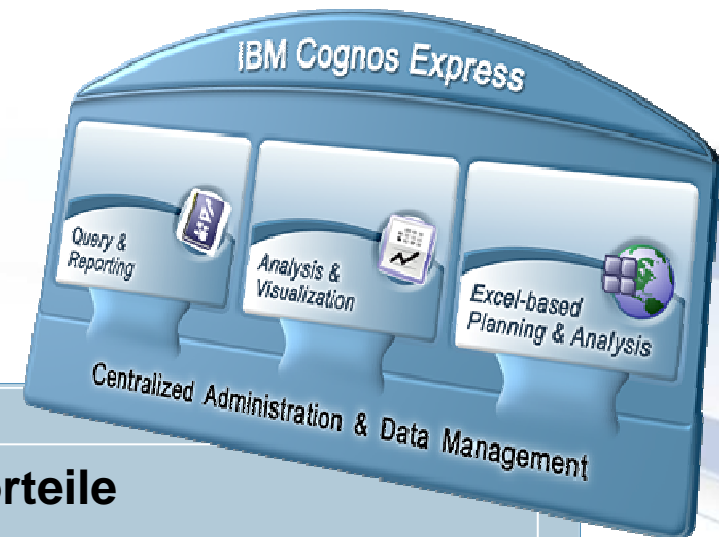 IBM Cognos Express
Query &
Reporting
Analysis &
Visualization
Excel-based
Planning & Analysis
Centralized Administration & Data Management
rteile